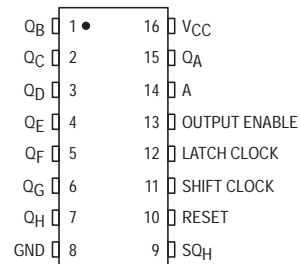 QB 1 16 VCC
QC 2 15 QA
QD 3 14 A
QE 4 13 OUTPUT ENABLE
QF 5 12 LATCH CLOCK
QG 6 11 SHIFT CLOCK
QH 7 10 RESET
GND 8 9 SQH